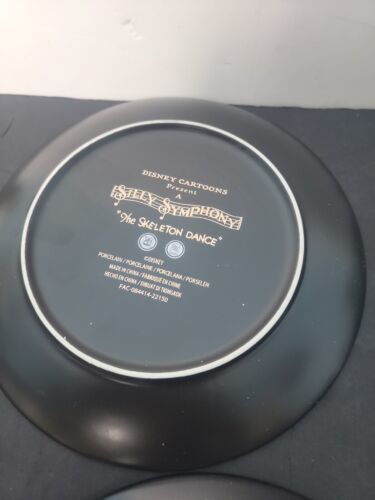 DISNEY CARTOONS
Present
A
SILLY SYMPHONY
"The SKELETON DANCE"
©DISNEY
PORCELAIN / PORCELAINE / PORCELANA / PORSELEN
MADE IN CHINA / FABRIQUÉ EN CHINE
HECHO EN CHINA / DIBUAT DI TIONGKOK
FAC-084414-22150